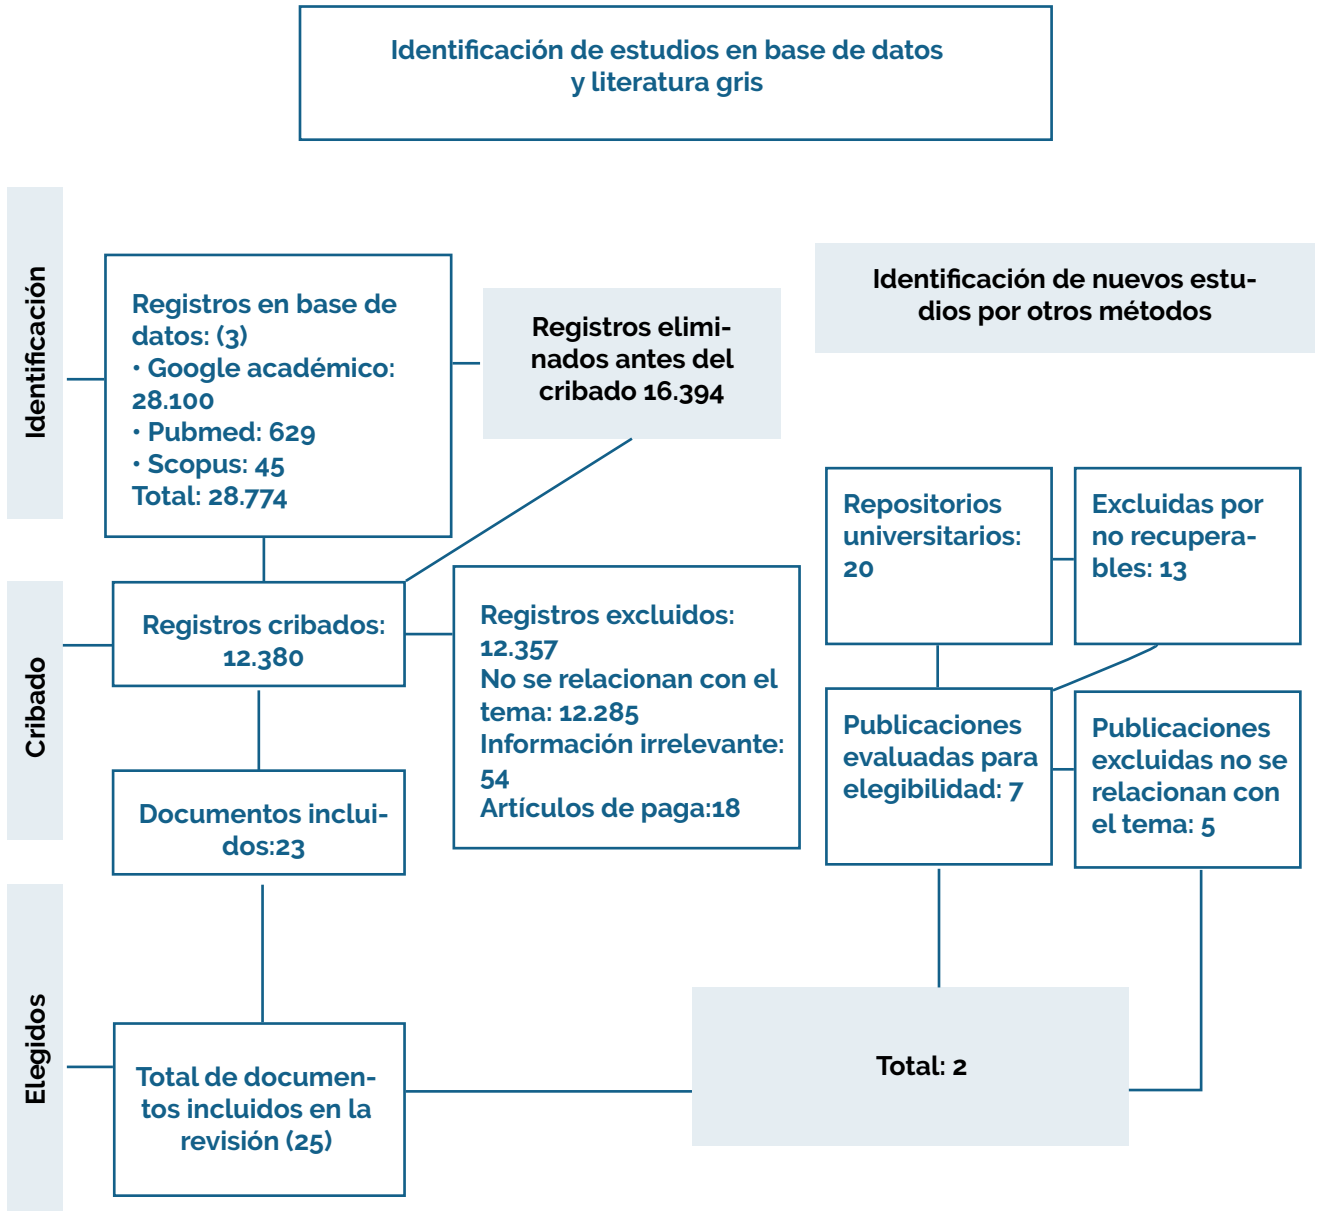 Identificación de estudios en base de datos
y literatura gris
Identificación
Registros en base de
datos: (3)
• Google académico:
28.100
• Pubmed: 629
• Scopus: 45
Total: 28.774
Registros elimi-
nados antes del
cribado 16.394
Identificación de nuevos estu-
dios por otros métodos
Repositorios
universitarios:
20
Excluidas por
no recupera-
bles: 13
Cribado
Registros cribados:
12.380
Registros excluidos:
12.357
No se relacionan con el
tema: 12.285
Información irrelevante:
54
Artículos de paga:18
Documentos inclui-
dos:23
Publicaciones
evaluadas para
elegibilidad: 7
Publicaciones
excluidas no se
relacionan con
el tema: 5
Elegidos
Total de documen-
tos incluidos en la
revisión (25)
Total: 2